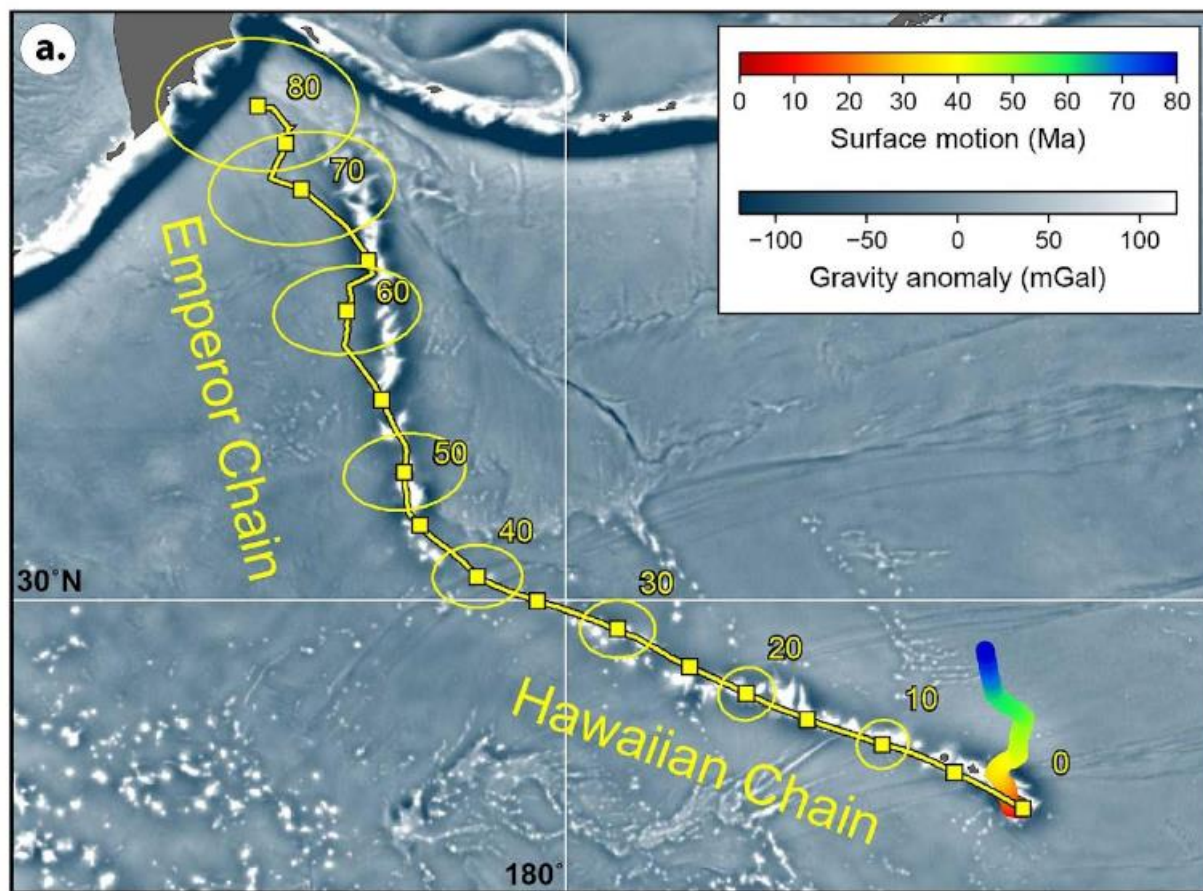 a.
0 10 20 30 40 50 60 70 80
Surface motion (Ma)
−100 −50 0 50 100
Gravity anomaly (mGal)
80
70
60
50
40
30
20
10
0
Emperor Chain
Hawaiian Chain
30°N
180°